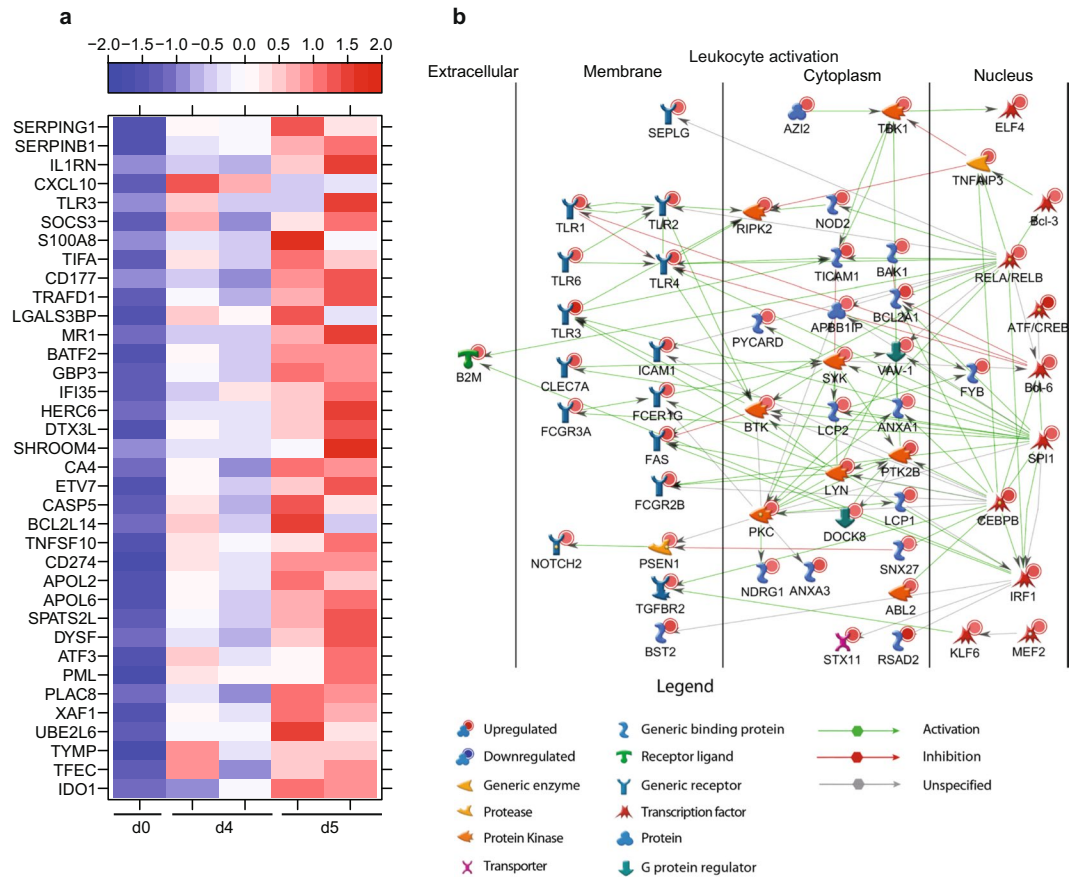 a
−2.0 −1.5 −1.0 −0.5 0.0 0.5 1.0 1.5 2.0
SERPING1
SERPINB1
IL1RN
CXCL10
TLR3
SOCS3
S100A8
TIFA
CD177
TRAFD1
LGALS3BP
MR1
BATF2
GBP3
IFI35
HERC6
DTX3L
SHROOM4
CA4
ETV7
CASP5
BCL2L14
TNFSF10
CD274
APOL2
APOL6
SPATS2L
DYSF
ATF3
PML
PLAC8
XAF1
UBE2L6
TYMP
TFEC
IDO1
d0 d4 d5
b
Leukocyte activation
Extracellular Membrane Cytoplasm Nucleus
SEPLG AZI2 TBK1 ELF4
TNFAIP3
TLR1 TLR2 RIPK2 NOD2 Bcl-3
TLR6 TLR4 TICAM1 BAK1 RELA/RELB
TLR3 PYCARD APBB1IP BCL2A1 ATF/CREB
B2M CLEC7A ICAM1 SYK VAV-1 FYB Bcl-6
FCGR3A FCER1G BTK LCP2 ANXA1
FAS SPI1
FCGR2B LYN PTK2B
PKC DOCK8 LCP1 CEBPB
NOTCH2 PSEN1 SNX27
TGFBR2 NDRG1 ANXA3 ABL2 IRF1
BST2 STX11 RSAD2 KLF6 MEF2
Legend
Upregulated Generic binding protein Activation
Downregulated Receptor ligand Inhibition
Generic enzyme Generic receptor Unspecified
Protease Transcription factor
Protein Kinase Protein
Transporter G protein regulator